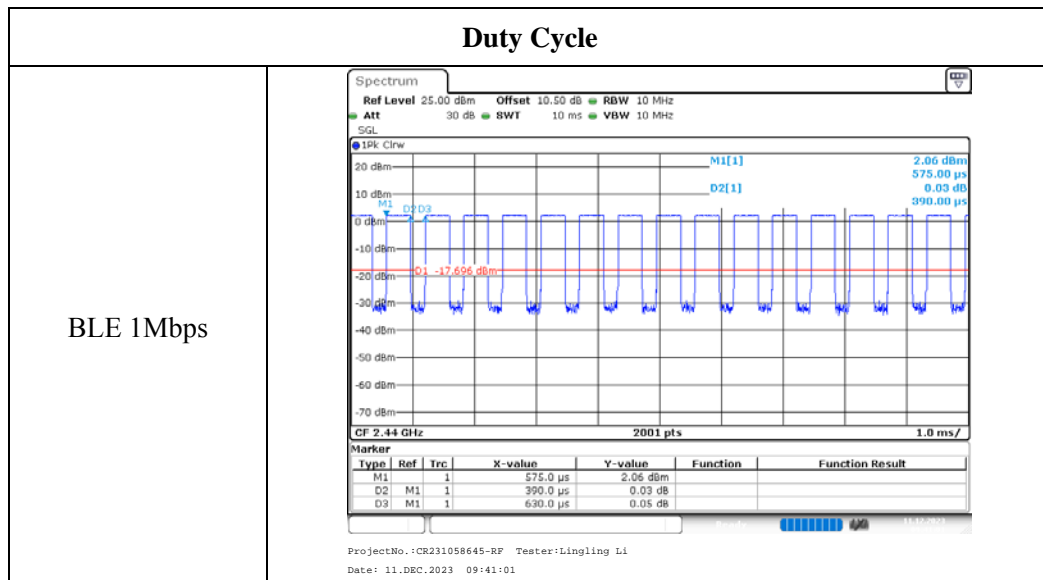 Duty Cycle
BLE 1Mbps
Spectrum
Ref Level 25.00 dBm Offset 10.50 dB RBW 10 MHz
Att 30 dB SWT 10 ms VBW 10 MHz
SGL
1Pk Clrw
M1[1] 2.06 dBm
575.00 µs
D2[1] 0.03 dB
390.00 µs
20 dBm
10 dBm
M1 D2 D3
0 dBm
-10 dBm
D1 -17.696 dBm
-20 dBm
-30 dBm
-40 dBm
-50 dBm
-60 dBm
-70 dBm
CF 2.44 GHz 2001 pts 1.0 ms/
Marker
Type Ref Trc X-value Y-value Function Function Result
M1 1 575.0 µs 2.06 dBm
D2 M1 1 390.0 µs 0.03 dB
D3 M1 1 630.0 µs 0.05 dB
11.12.2023
ProjectNo.:CR231058645-RF Tester:Lingling Li
Date: 11.DEC.2023 09:41:01